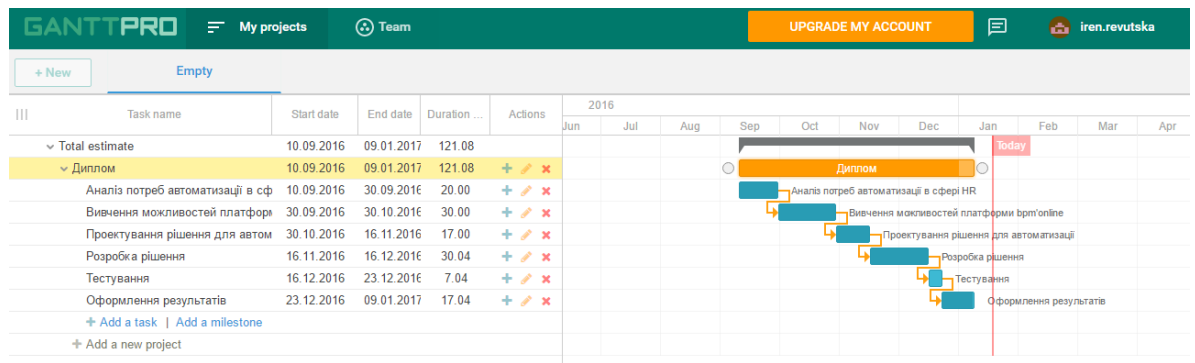 GANTTPRO My projects Team UPGRADE MY ACCOUNT iren.revutska
+ New Empty
Task name Start date End date Duration ... Actions 2016
Jun Jul Aug Sep Oct Nov Dec Jan Feb Mar Apr
Total estimate 10.09.2016 09.01.2017 121.08 Today
Диплом 10.09.2016 09.01.2017 121.08 Диплом
Аналіз потреб автоматизації в сф 10.09.2016 30.09.2016 20.00 Аналіз потреб автоматизації в сфері HR
Вивчення можливостей платформ 30.09.2016 30.10.2016 30.00 Вивчення можливостей платформи bpm'online
Проектування рішення для автом 30.10.2016 16.11.2016 17.00 Проектування рішення для автоматизації
Розробка рішення 16.11.2016 16.12.2016 30.04 Розробка рішення
Тестування 16.12.2016 23.12.2016 7.04 Тестування
Оформлення результатів 23.12.2016 09.01.2017 17.04 Оформлення результатів
+ Add a task | Add a milestone
+ Add a new project